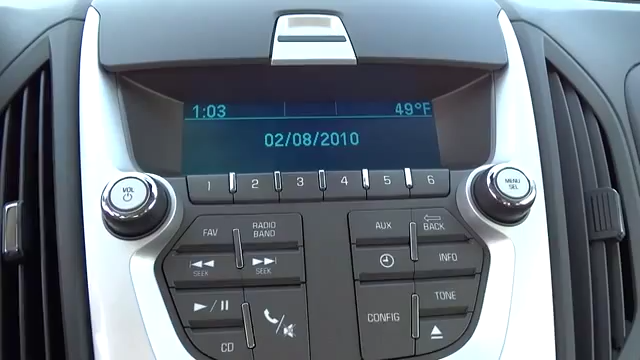 1:03 49°F
02/08/2010
VOL
MENU
SEL
1 2 3 4 5 6
FAV
RADIO
BAND
AUX
BACK
SEEK
SEEK
INFO
CD
CONFIG
TONE